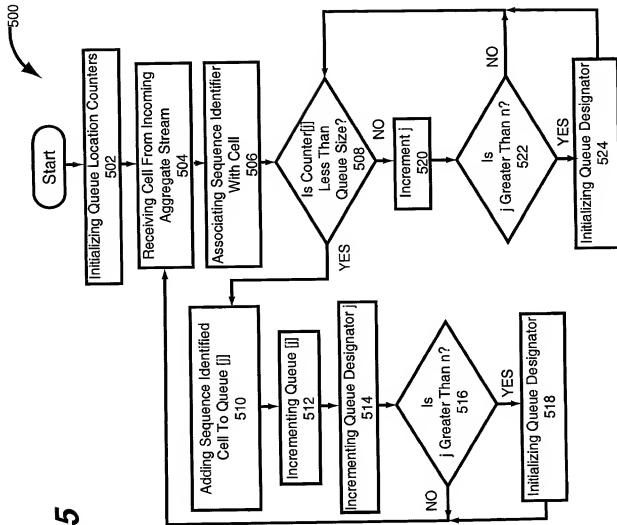 500
Start
Initializing Queue Location Counters
502
Receiving Cell From Incoming
Aggregate Stream
504
Associating Sequence Identifier
With Cell
506
Is Counter[j]
Less Than
Queue Size?
508
YES
NO
Increment j
520
Is
j Greater Than n?
522
NO
YES
Initializing Queue Designator
524
Adding Sequence Identified
Cell To Queue [j]
510
Incrementing Queue [j]
512
Incrementing Queue Designator j
514
Is
j Greater Than n?
516
NO
YES
Initializing Queue Designator
518
5